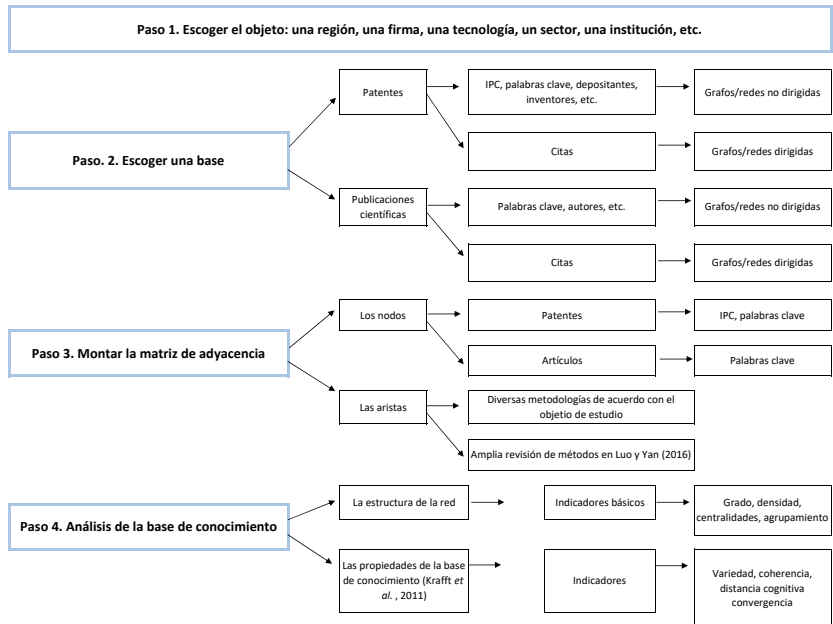 Paso 1. Escoger el objeto: una región, una firma, una tecnología, un sector, una institución, etc.
Paso. 2. Escoger una base
Patentes
IPC, palabras clave, depositantes,
inventores, etc.
Grafos/redes no dirigidas
Citas
Grafos/redes dirigidas
Publicaciones
científicas
Palabras clave, autores, etc.
Grafos/redes no dirigidas
Citas
Grafos/redes dirigidas
Paso 3. Montar la matriz de adyacencia
Los nodos
Patentes
IPC, palabras clave
Artículos
Palabras clave
Las aristas
Diversas metodologías de acuerdo con el
objetio de estudio
Amplia revisión de métodos en Luo y Yan (2016)
Paso 4. Análisis de la base de conocimiento
La estructura de la red
Indicadores básicos
Grado, densidad,
centralidades, agrupamiento
Las propiedades de la base
de conocimiento (Krafft et
al. , 2011)
Indicadores
Variedad, coherencia,
distancia cognitiva
convergencia